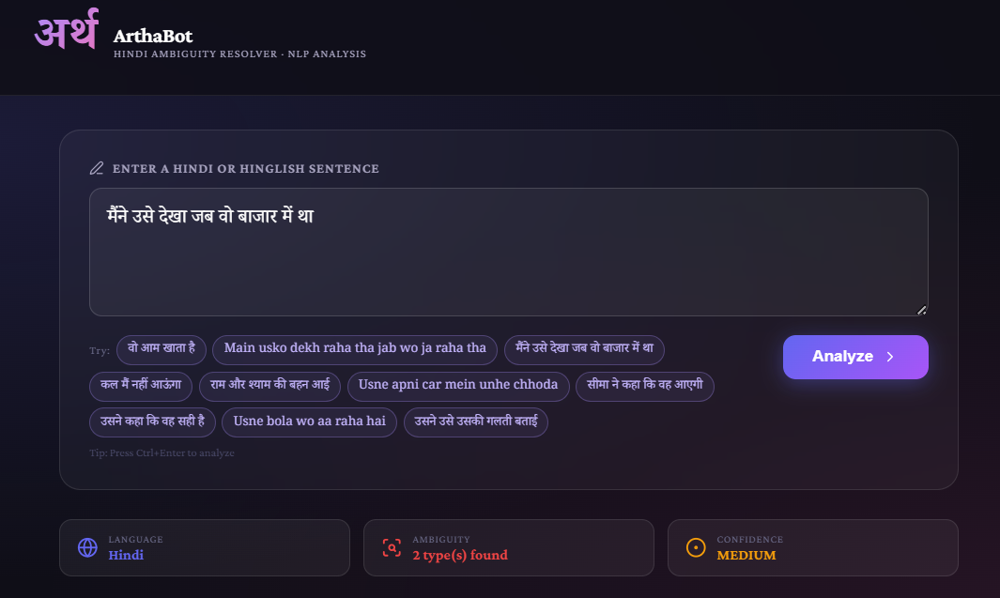 अर्थ
ArthaBot
HINDI AMBIGUITY RESOLVER · NLP ANALYSIS
ENTER A HINDI OR HINGLISH SENTENCE
मैंने उसे देखा जब वो बाजार में था
Try: वो आम खाता है Main usko dekh raha tha jab wo ja raha tha मैंने उसे देखा जब वो बाजार में था
Analyze
कल मैं नहीं आऊंगा राम और श्याम की बहन आई Usne apni car mein unhe chhoda सीमा ने कहा कि वह आएगी
उसने कहा कि वह सही है Usne bola wo aa raha hai उसने उसे उसकी गलती बताई
Tip: Press Ctrl+Enter to analyze
LANGUAGE
Hindi
AMBIGUITY
2 type(s) found
CONFIDENCE
MEDIUM